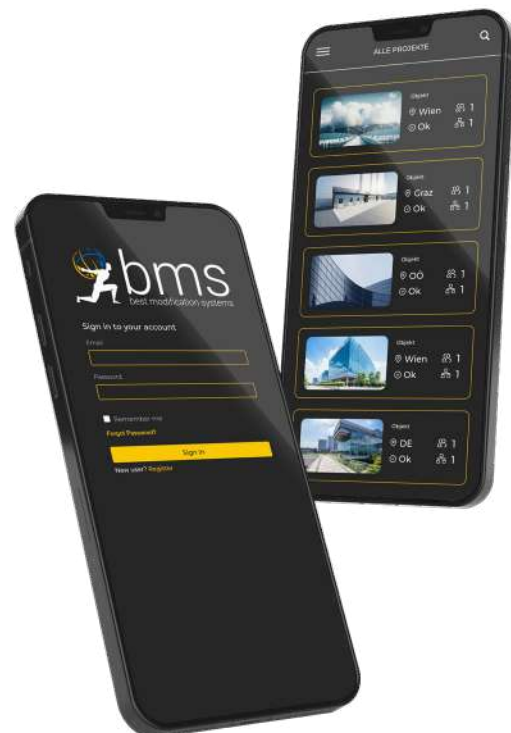 bms
best modification systems
Sign in to your account
Email
Password
Remember me
Forgot Password?
Sign in
New user? Register
ALLE PROJEKTE
Objekt
Wien 1
Ok 1
Objekt
Graz 1
Ok 1
Objekt
OÖ 1
Ok 1
Objekt
Wien 1
Ok 1
Objekt
DE 1
Ok 1